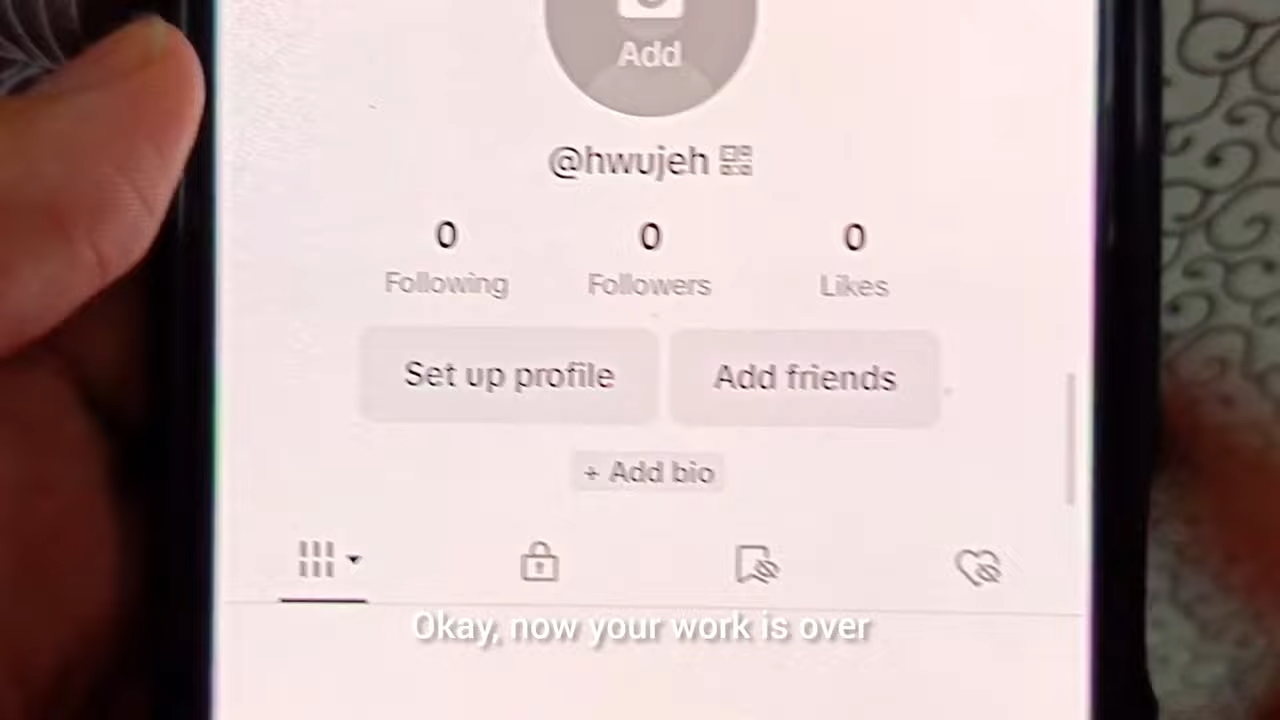 Add
@hwujeh
0 0 0
Following Followers Likes
Set up profile Add friends
+ Add bio
Okay, now your work is over